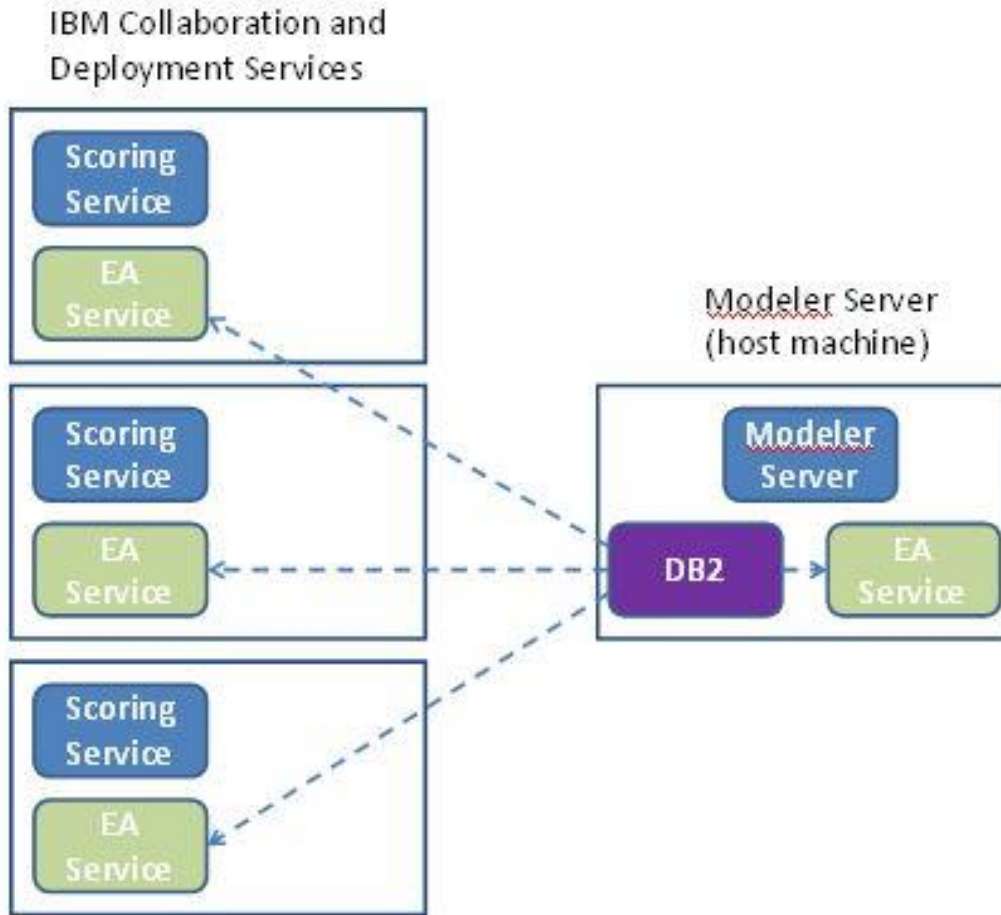 IBM Collaboration and
Deployment Services
Scoring
Service
EA
Service
Scoring
Service
EA
Service
Scoring
Service
EA
Service
Modeler Server
(host machine)
Modeler
Server
DB2
EA
Service